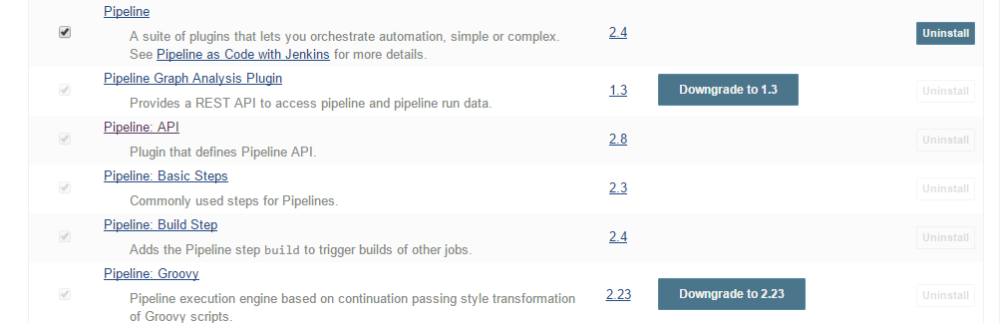 Pipeline
A suite of plugins that lets you orchestrate automation, simple or complex.
See Pipeline as Code with Jenkins for more details.
2.4
Uninstall
Pipeline Graph Analysis Plugin
Provides a REST API to access pipeline and pipeline run data.
1.3
Downgrade to 1.3
Uninstall
Pipeline: API
Plugin that defines Pipeline API.
2.8
Uninstall
Pipeline: Basic Steps
Commonly used steps for Pipelines.
2.3
Uninstall
Pipeline: Build Step
Adds the Pipeline step build to trigger builds of other jobs.
2.4
Uninstall
Pipeline: Groovy
Pipeline execution engine based on continuation passing style transformation
of Groovy scripts.
2.23
Downgrade to 2.23
Uninstall